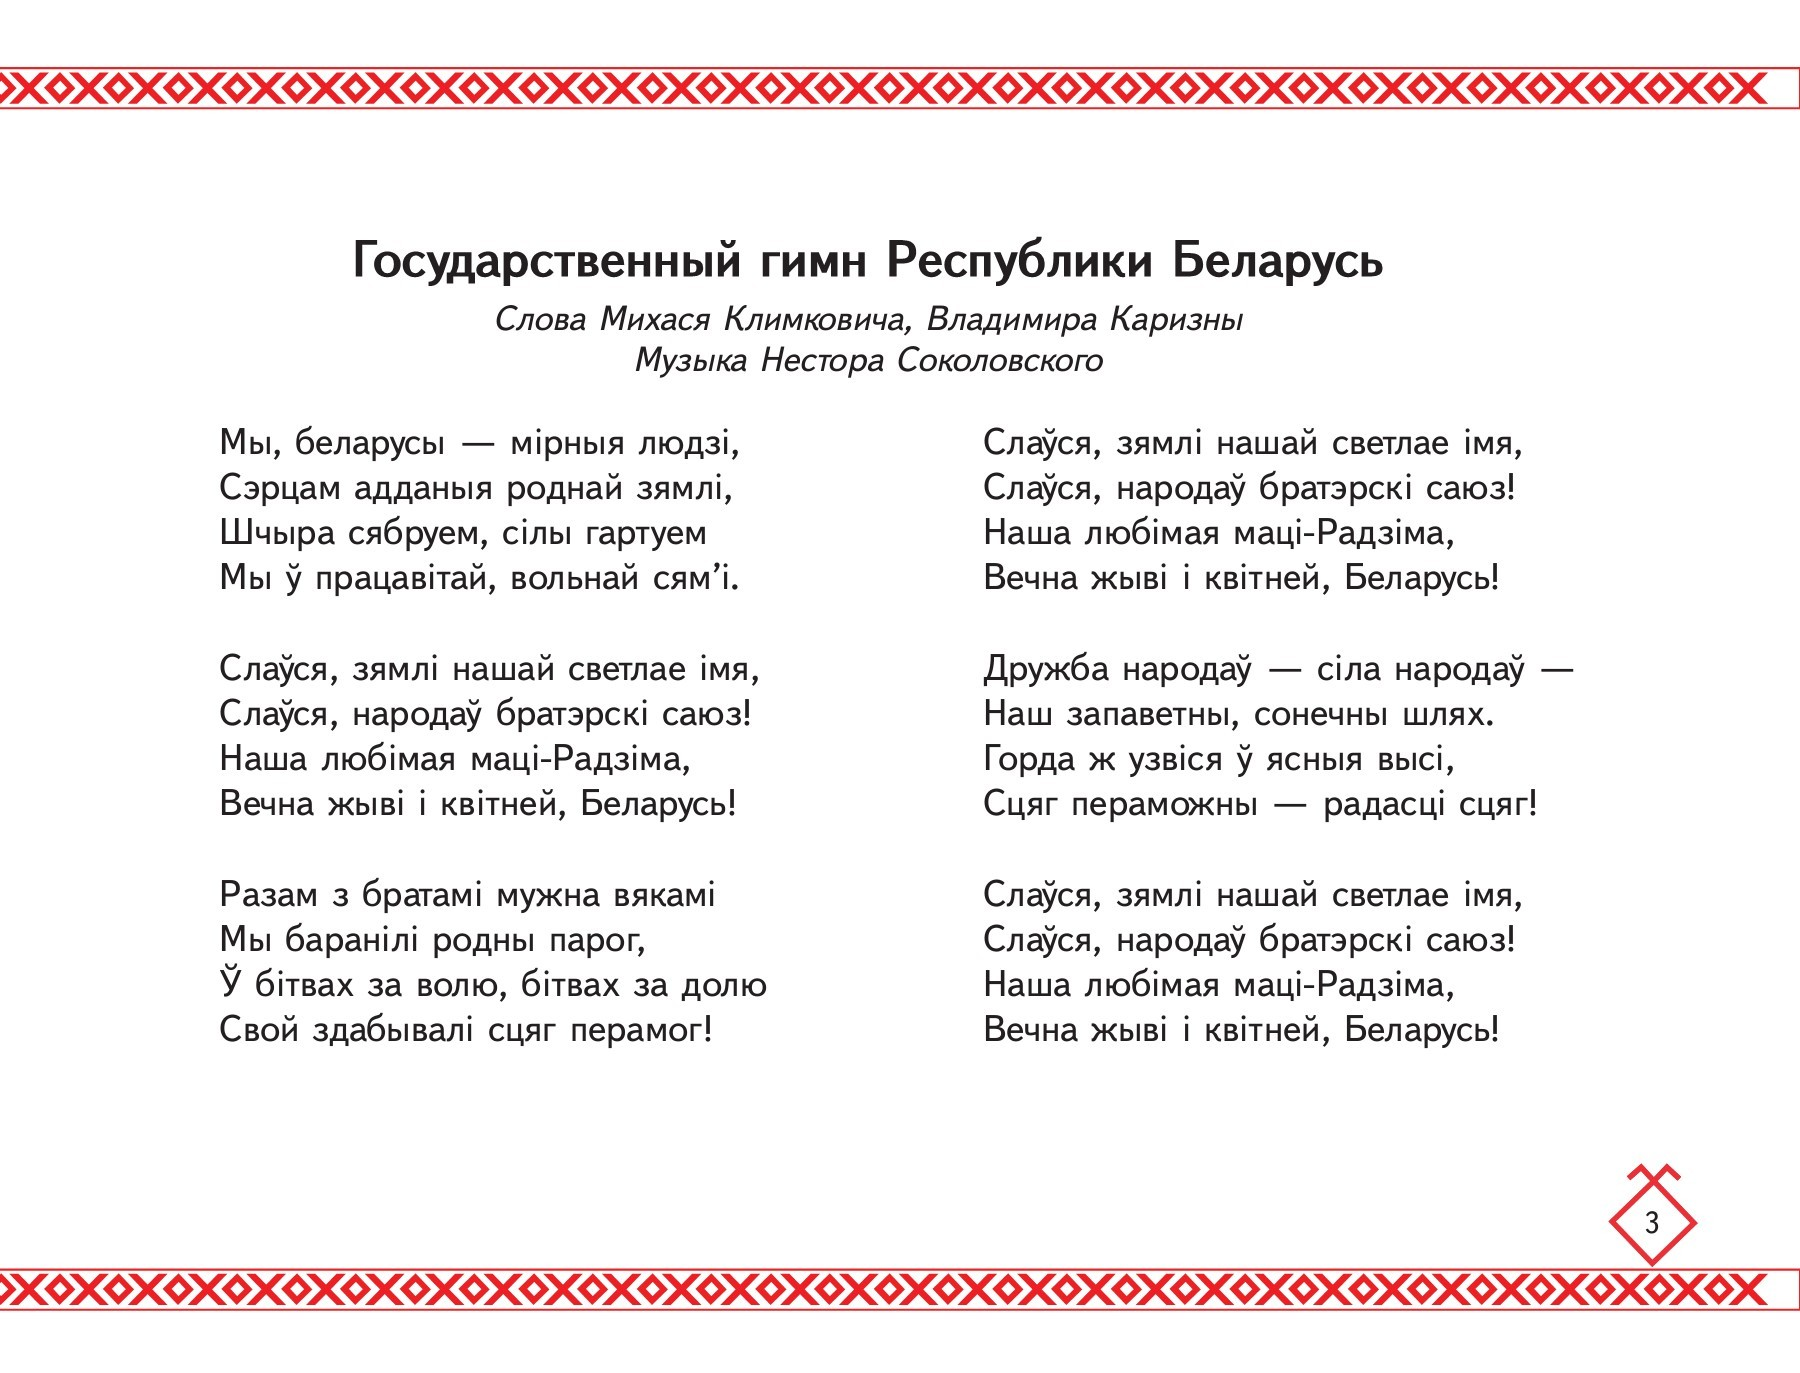 Государственный гимн Республики Беларусь
Слова Михася Климковича, Владимира Каризны
Музыка Нестора Соколовского
Мы, беларусы — мірныя людзі,
Сэрцам адданыя роднай зямлі,
Шчыра сябруем, сілы гартуем
Мы ў працавітай, вольнай сям’і.
Слаўся, зямлі нашай светлае імя,
Слаўся, народаў братэрскі саюз!
Наша любімая маці-Радзіма,
Вечна жыві і квітней, Беларусь!
Разам з братамі мужна вякамі
Мы баранілі родны парог,
Ў бітвах за волю, бітвах за долю
Свой здабывалі сцяг перамог!
Слаўся, зямлі нашай светлае імя,
Слаўся, народаў братэрскі саюз!
Наша любімая маці-Радзіма,
Вечна жыві і квітней, Беларусь!
Дружба народаў — сіла народаў —
Наш запаветны, сонечны шлях.
Горда ж узвіся ў ясныя высі,
Сцяг пераможны — радасці сцяг!
Слаўся, зямлі нашай светлае імя,
Слаўся, народаў братэрскі саюз!
Наша любімая маці-Радзіма,
Вечна жыві і квітней, Беларусь!
3